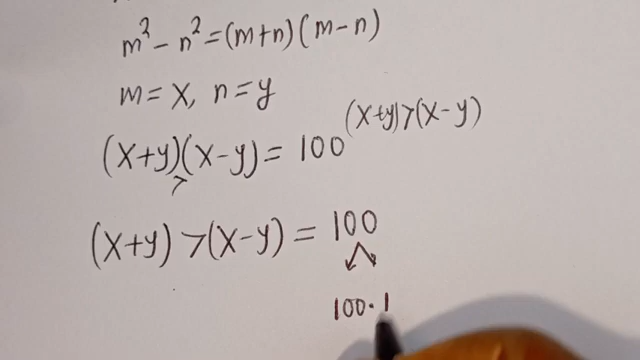 m² - n² = (m+n)(m-n)
m = x, n = y
(x+y)(x-y) = 100 (x+y)>(x-y)
>
(x+y) > (x-y) = 100
100·1